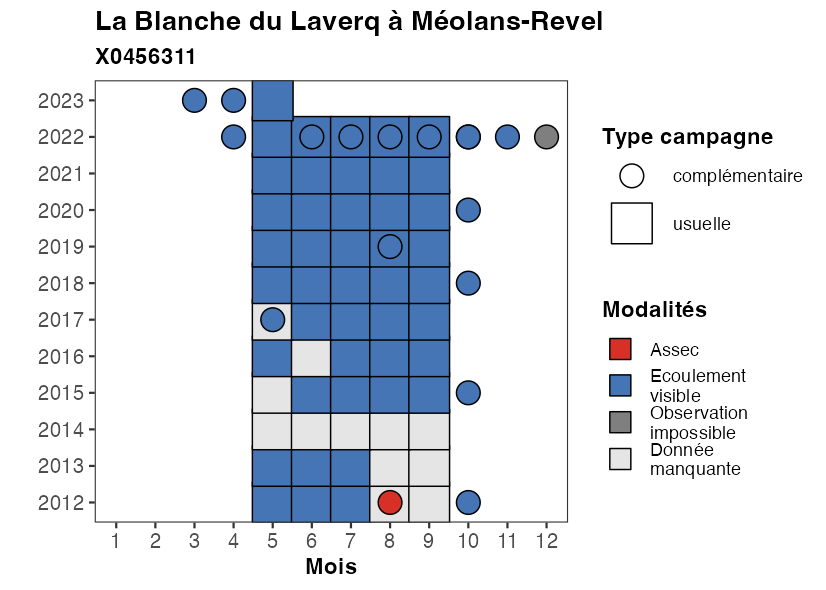 La Blanche du Laverq à Méolans-Revel
X0456311
2023
2022
2021
2020
2019
2018
2017
2016
2015
2014
2013
2012
1 2 3 4 5 6 7 8 9 10 11 12
Mois
Type campagne
complémentaire
usuelle
Modalités
Assec
Ecoulement
visible
Observation
impossible
Donnée
manquante